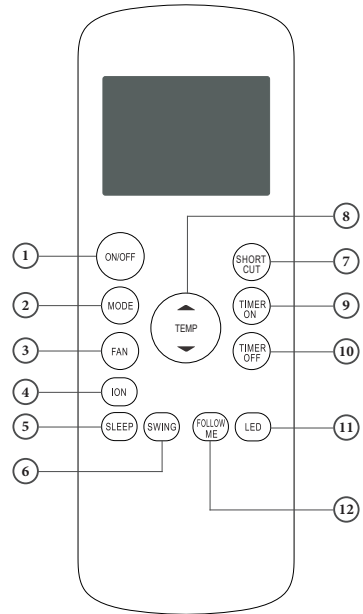 1
ON/OFF
2
MODE
3
FAN
4
ION
5
SLEEP
SWING
6
TEMP
8
SHORT
CUT
7
TIMER
ON
9
TIMER
OFF
10
FOLLOW
ME
LED
11
12